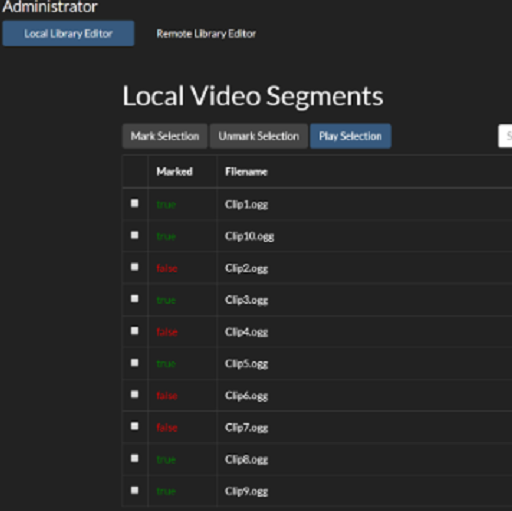 Administrator
Local Library Editor Remote Library Editor
Local Video Segments
Mark Selection Unmark Selection Play Selection S
Marked Filename
true Clip1.ogg
true Clip10.ogg
false Clip2.ogg
true Clip3.ogg
false Clip4.ogg
true Clip5.ogg
false Clip6.ogg
false Clip7.ogg
true Clip8.ogg
true Clip9.ogg